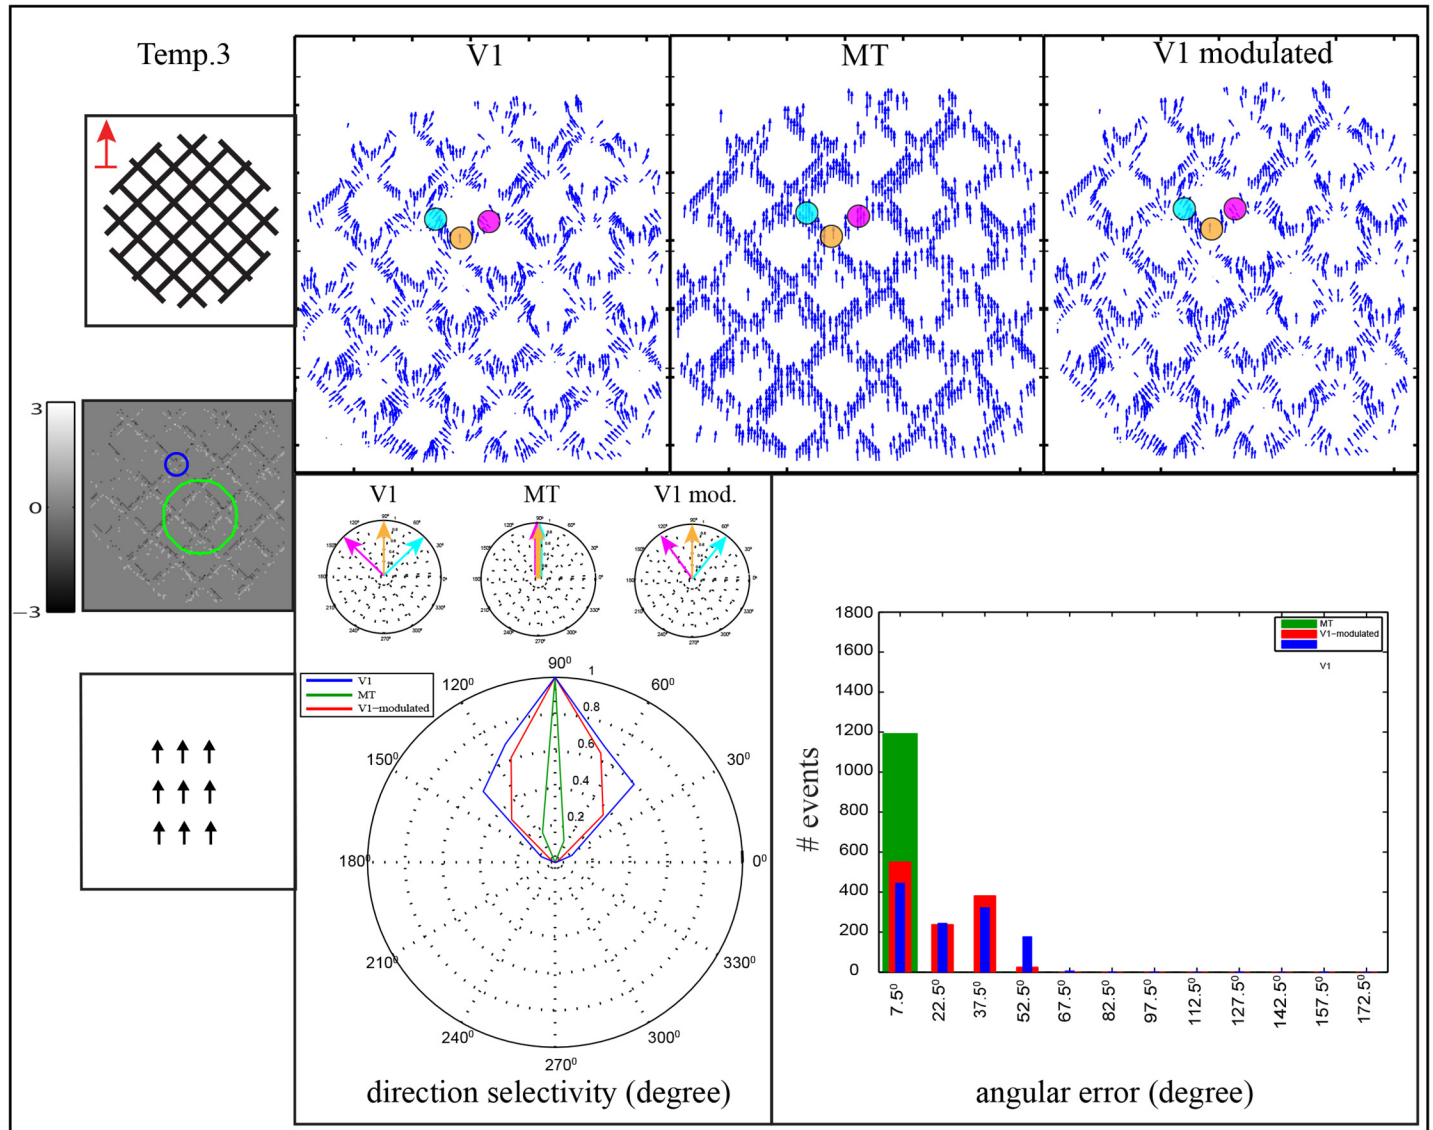 Temp.3
V1
MT
V1 modulated
3
0
−3
V1
MT
V1 mod.
V1
MT
V1−modulated
90⁰
1
120⁰
60⁰
0.8
0.6
150⁰
30⁰
0.4
0.2
180⁰
0⁰
210⁰
330⁰
240⁰
300⁰
270⁰
direction selectivity (degree)
1800
1600
1400
1200
1000
800
600
400
200
0
# events
MT
V1−modulated
V1
7.5⁰
22.5⁰
37.5⁰
52.5⁰
67.5⁰
82.5⁰
97.5⁰
112.5⁰
127.5⁰
142.5⁰
157.5⁰
172.5⁰
angular error (degree)